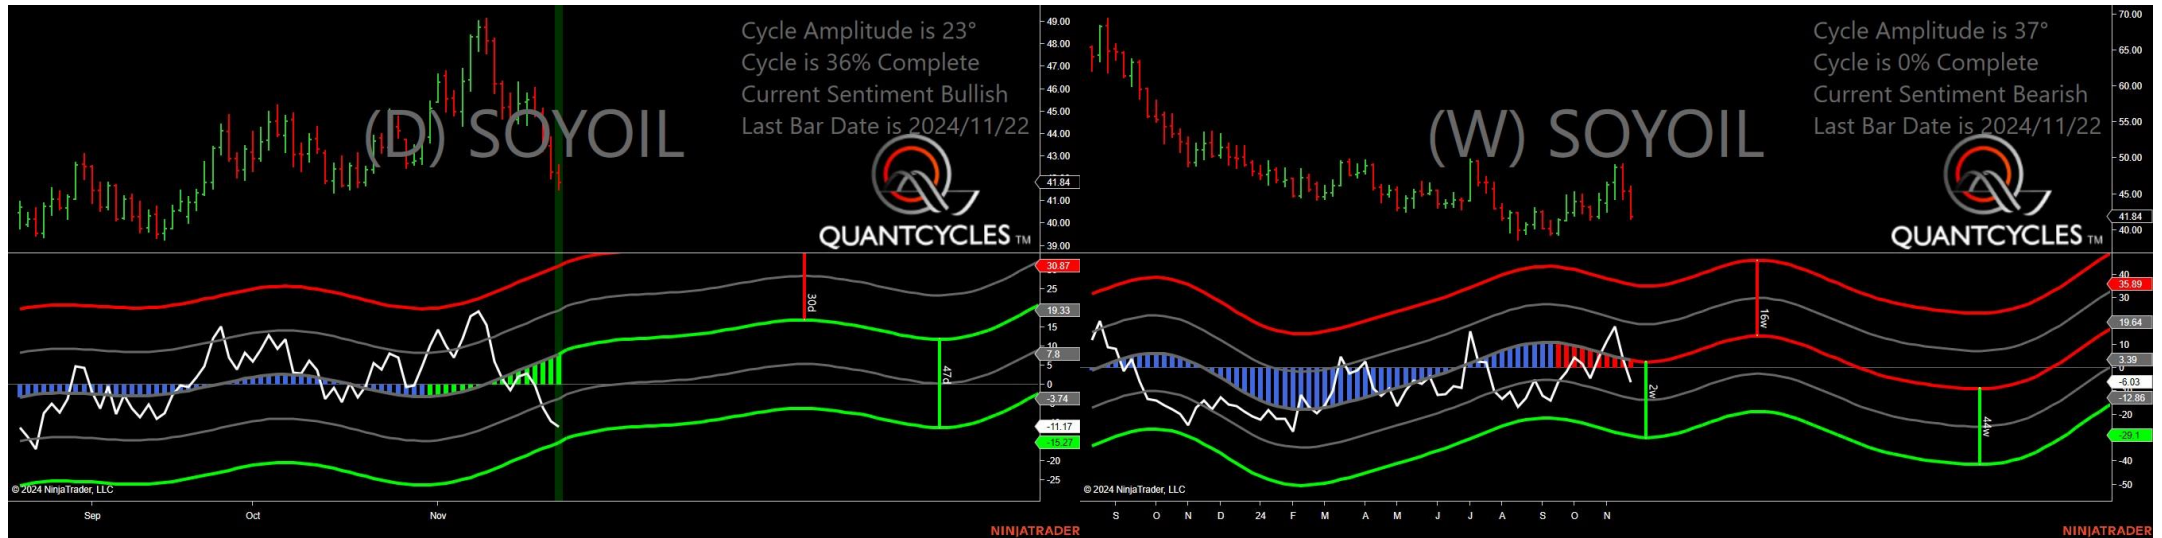 Cycle Amplitude is 23°
Cycle is 36% Complete
Current Sentiment Bullish
Last Bar Date is 2024/11/22
(D) SOYOIL
QUANTCYCLES TM
49.00
48.00
47.00
46.00
45.00
44.00
43.00
41.84
41.00
40.00
39.00
30.87
25
19.33
15
10
7.8
5
0
-3.74
-11.17
-15.27
-20
-25
30d
47d
© 2024 NinjaTrader, LLC
Sep Oct Nov
NINJATRADER
Cycle Amplitude is 37°
Cycle is 0% Complete
Current Sentiment Bearish
Last Bar Date is 2024/11/22
(W) SOYOIL
QUANTCYCLES TM
70.00
65.00
60.00
55.00
50.00
45.00
41.84
40.00
40
35.89
30
19.64
10
3.39
0
-6.03
-12.86
-20
-29.1
-40
-50
16w
2w
44w
© 2024 NinjaTrader, LLC
S O N D 24 F M A M J J A S O N
NINJATRADER